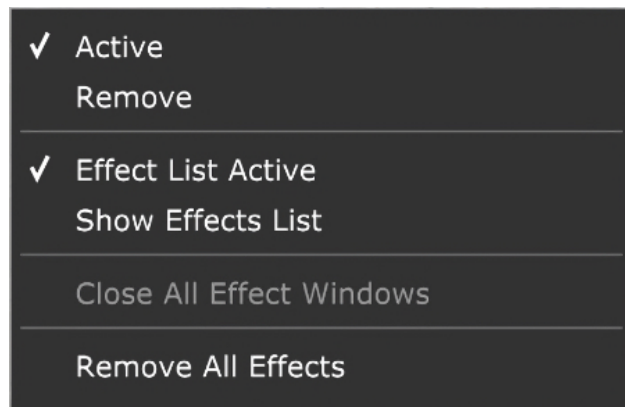 Active
Remove
Effect List Active
Show Effects List
Close All Effect Windows
Remove All Effects